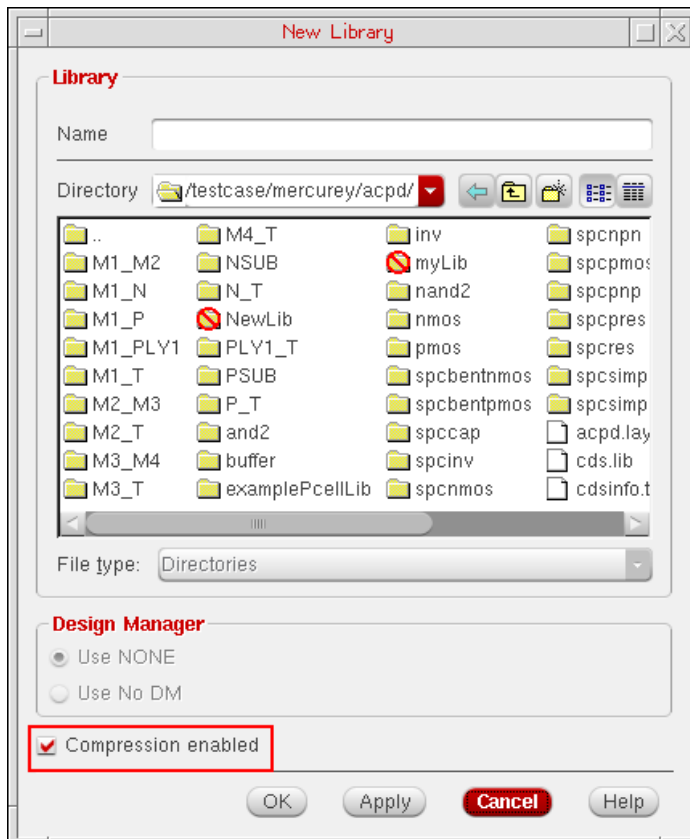 New Library
Library
Name
Directory /testcase/mercurey/acpd/
.. M4_T inv spcnpn
M1_M2 NSUB myLib spcpmos
M1_N N_T nand2 spcpnp
M1_P NewLib nmos spcpres
M1_PLY1 PLY1_T pmos spcres
M1_T PSUB spcbentnmos spcsimp
M2_M3 P_T spcbentpmos spcsimp
M2_T and2 spccap acpd.lay
M3_M4 buffer spcinv cds.lib
M3_T examplePcellLib spcnmos cdsinfo.t
File type: Directories
Design Manager
Use NONE
Use No DM
Compression enabled
OK Apply Cancel Help